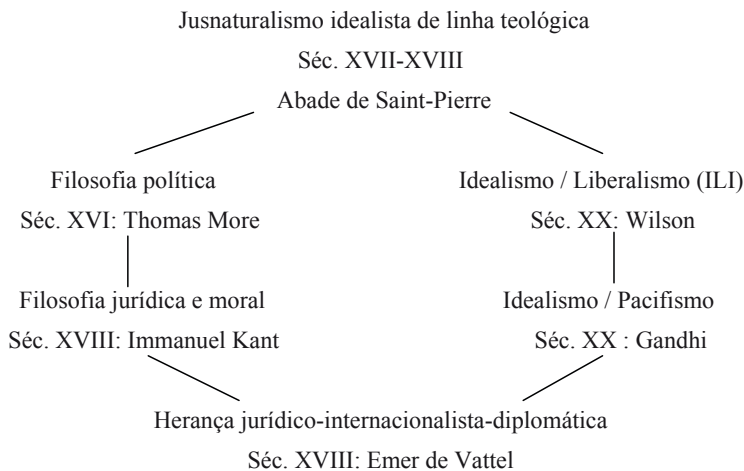 Jusnaturalismo idealista de linha teológica
Séc. XVII-XVIII
Abade de Saint-Pierre
Filosofia política
Séc. XVI: Thomas More
Idealismo / Liberalismo (ILI)
Séc. XX: Wilson
Filosofia jurídica e moral
Séc. XVIII: Immanuel Kant
Idealismo / Pacifismo
Séc. XX : Gandhi
Herança jurídico-internacionalista-diplomática
Séc. XVIII: Emer de Vattel